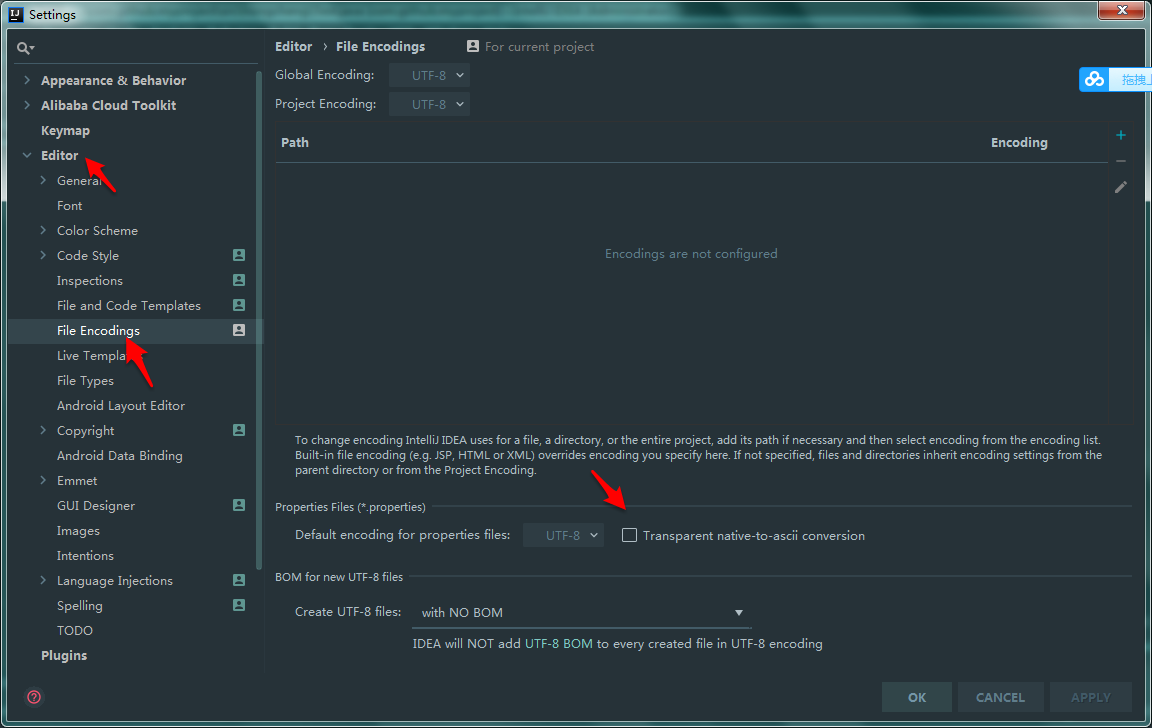 Settings
Appearance & Behavior
Alibaba Cloud Toolkit
Keymap
Editor
General
Font
Color Scheme
Code Style
Inspections
File and Code Templates
File Encodings
Live Templa
File Types
Android Layout Editor
Copyright
Android Data Binding
Emmet
GUI Designer
Images
Intentions
Language Injections
Spelling
TODO
Plugins
Editor › File Encodings For current project
Global Encoding: UTF-8
Project Encoding: UTF-8
Path Encoding
Encodings are not configured
To change encoding IntelliJ IDEA uses for a file, a directory, or the entire project, add its path if necessary and then select encoding from the encoding list.
Built-in file encoding (e.g. JSP, HTML or XML) overrides encoding you specify here. If not specified, files and directories inherit encoding settings from the
parent directory or from the Project Encoding.
Properties Files (*.properties)
Default encoding for properties files: UTF-8 Transparent native-to-ascii conversion
BOM for new UTF-8 files
Create UTF-8 files: with NO BOM
IDEA will NOT add UTF-8 BOM to every created file in UTF-8 encoding
OK CANCEL APPLY
拖拽